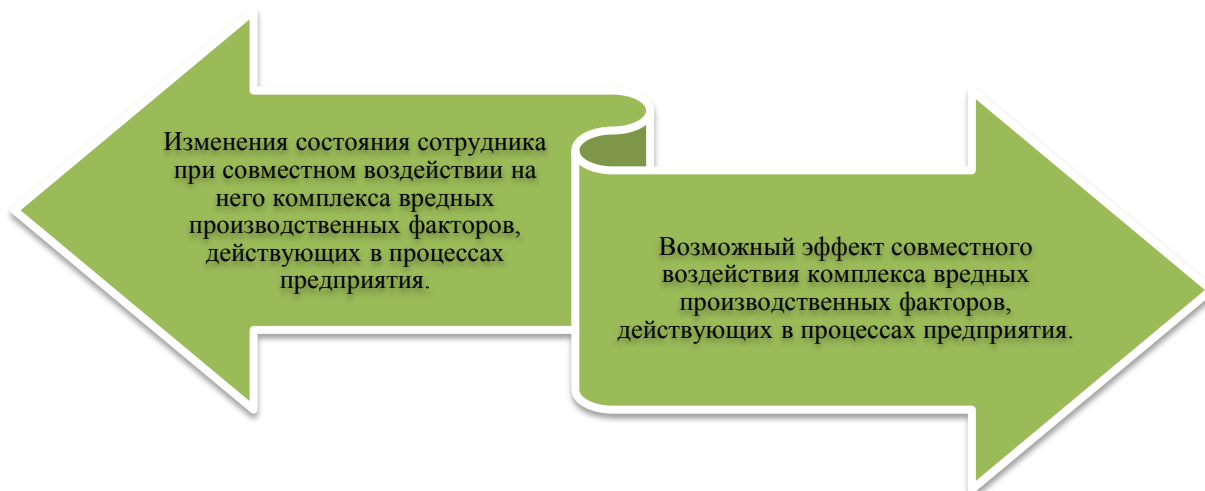 Изменения состояния сотрудника
при совместном воздействии на
него комплекса вредных
производственных факторов,
действующих в процессах
предприятия.
Возможный эффект совместного
воздействия комплекса вредных
производственных факторов,
действующих в процессах предприятия.